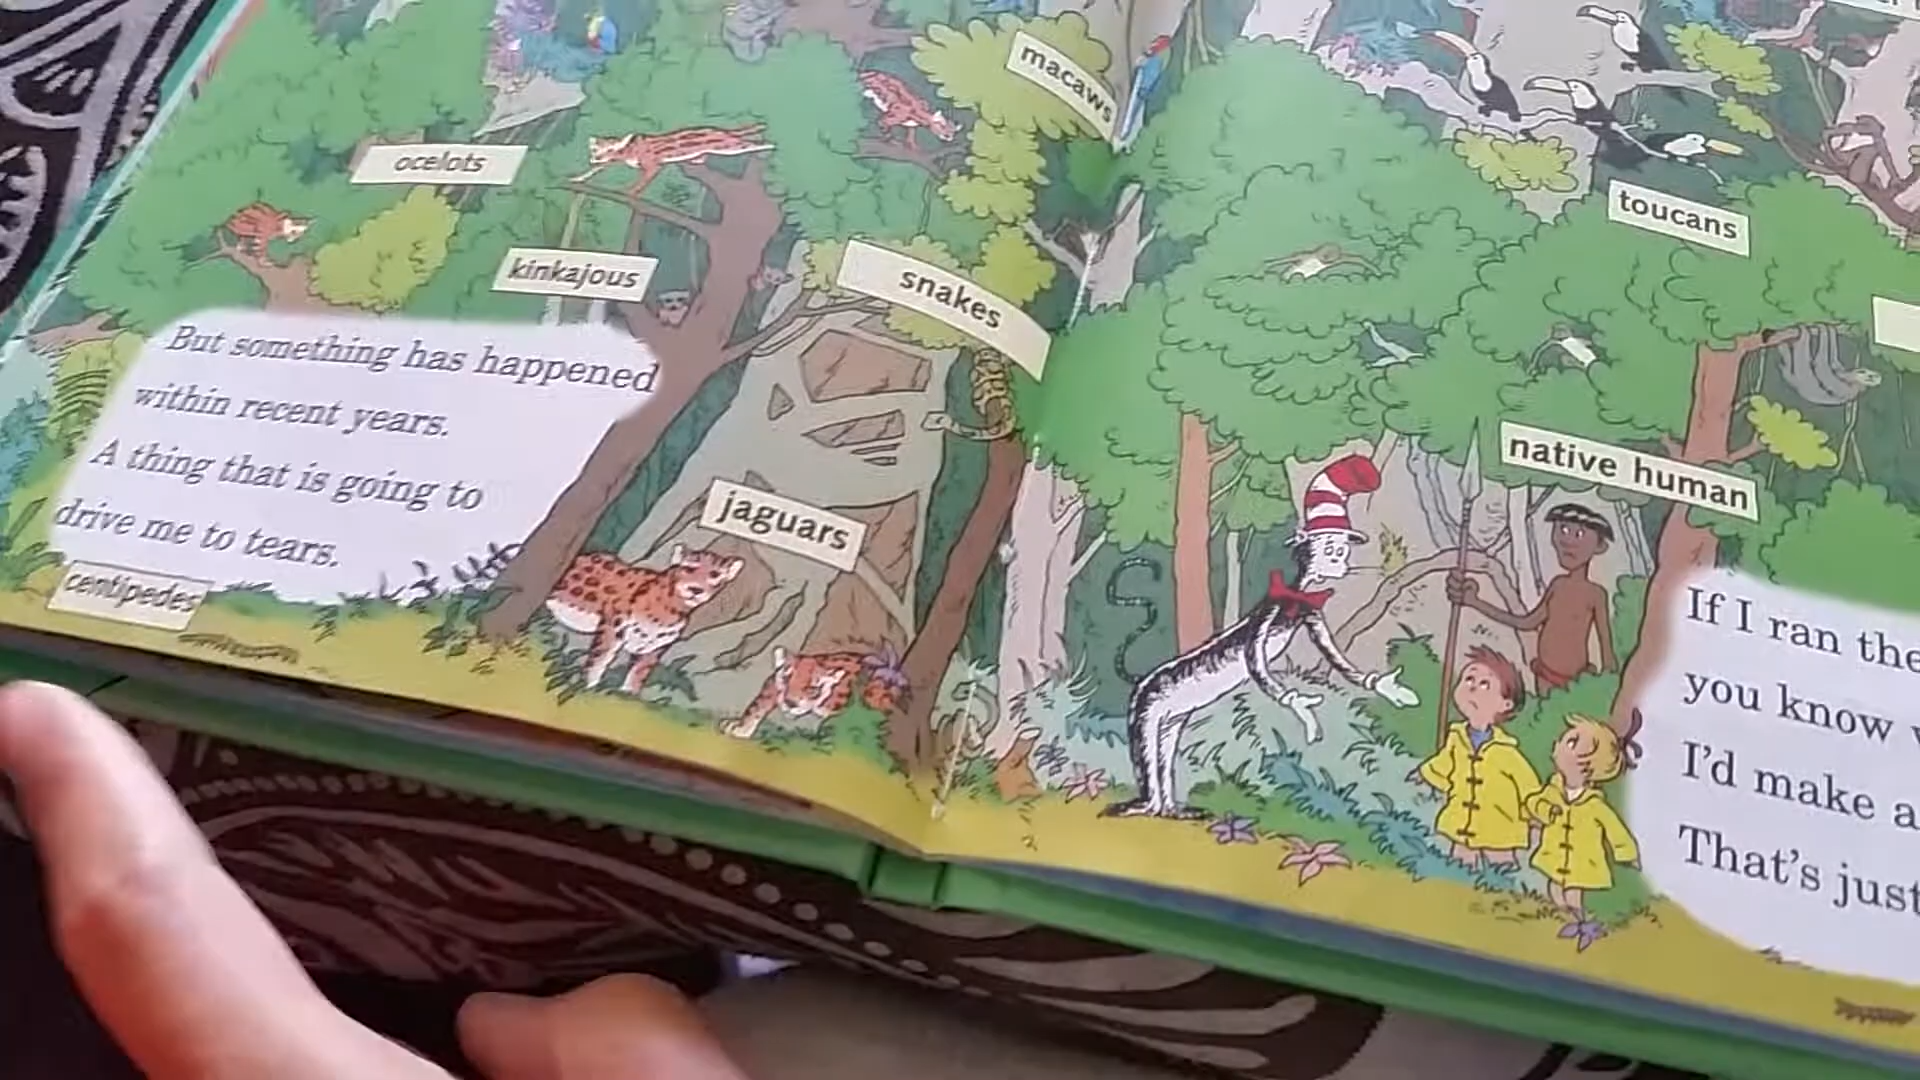 macaws
ocelots
toucans
kinkajous
snakes
But something has happened
within recent years.
A thing that is going to
drive me to tears.
jaguars
native human
centipedes
If I ran the
you know
I'd make a
That's just